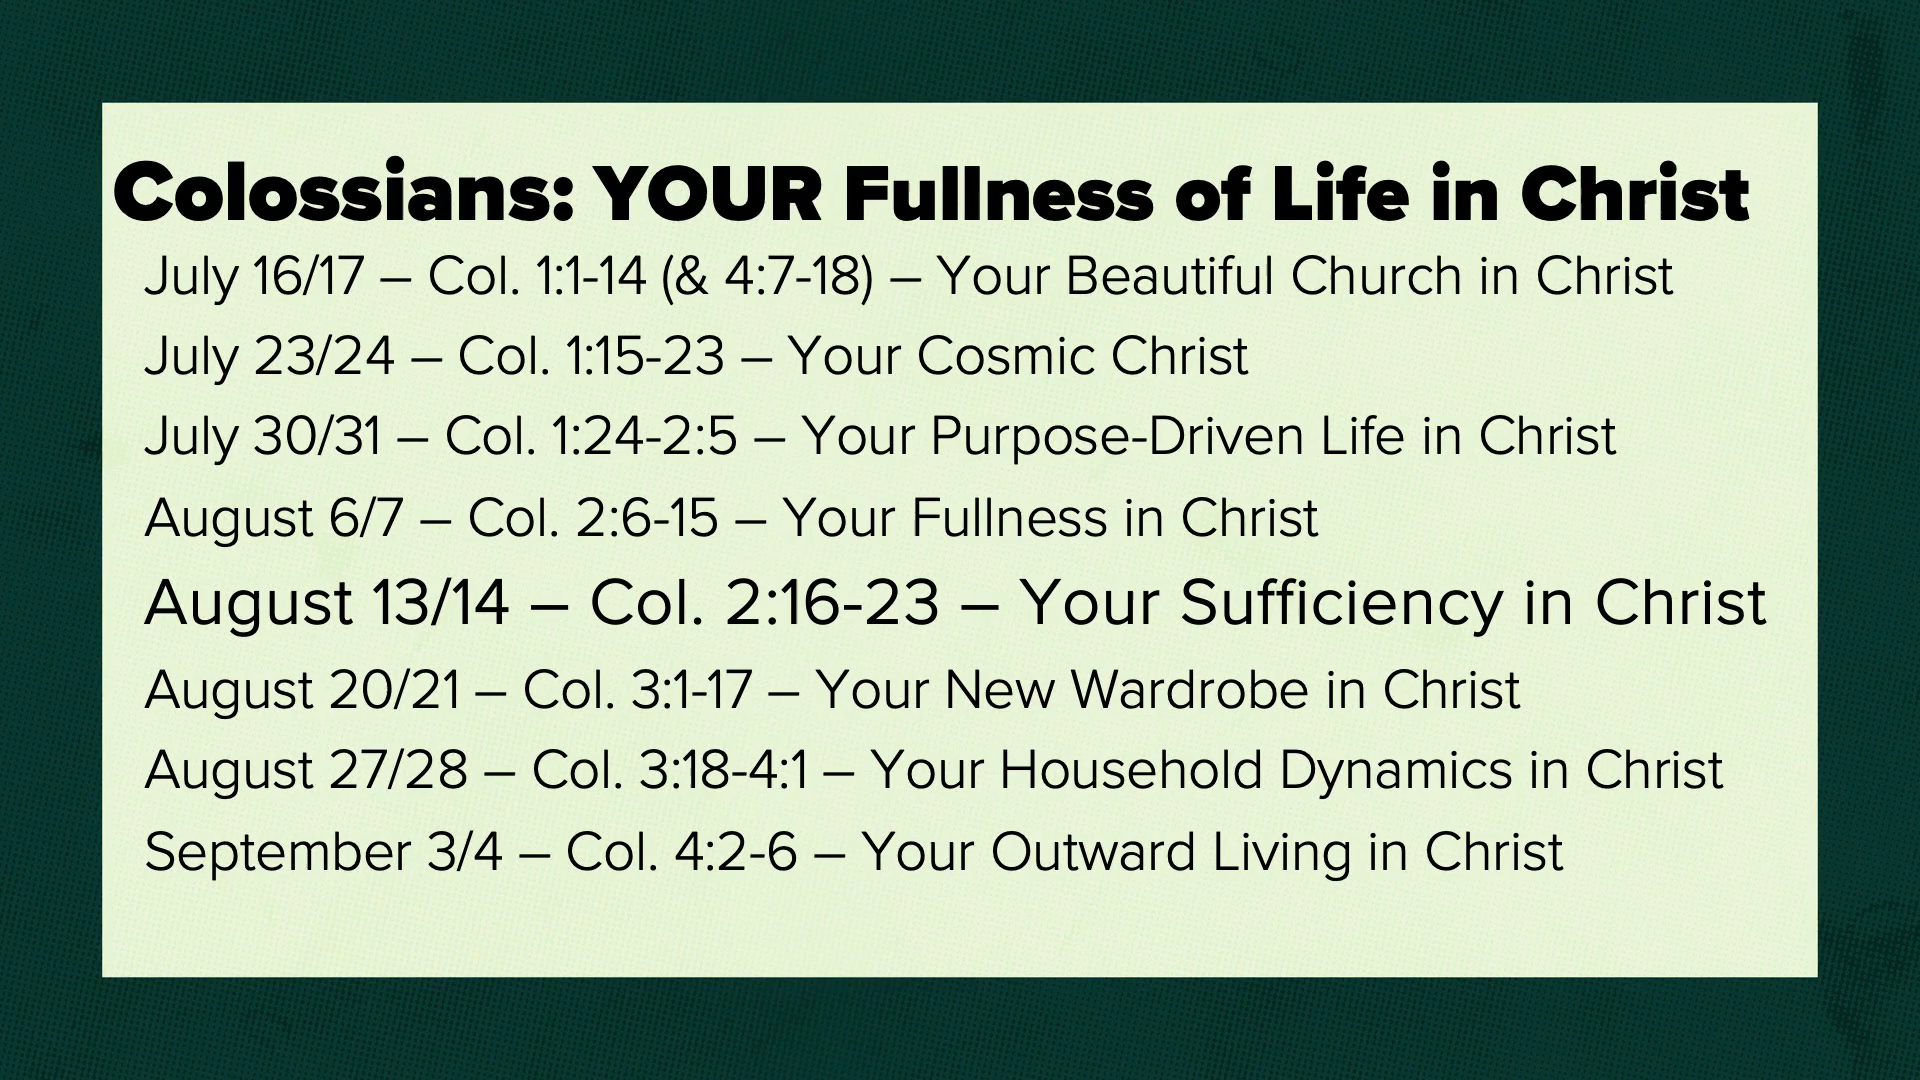 Colossians: YOUR Fullness of Life in Christ
July 16/17 – Col. 1:1-14 (& 4:7-18) – Your Beautiful Church in Christ
July 23/24 – Col. 1:15-23 – Your Cosmic Christ
July 30/31 – Col. 1:24-2:5 – Your Purpose-Driven Life in Christ
August 6/7 – Col. 2:6-15 – Your Fullness in Christ
August 13/14 – Col. 2:16-23 – Your Sufficiency in Christ
August 20/21 – Col. 3:1-17 – Your New Wardrobe in Christ
August 27/28 – Col. 3:18-4:1 – Your Household Dynamics in Christ
September 3/4 – Col. 4:2-6 – Your Outward Living in Christ